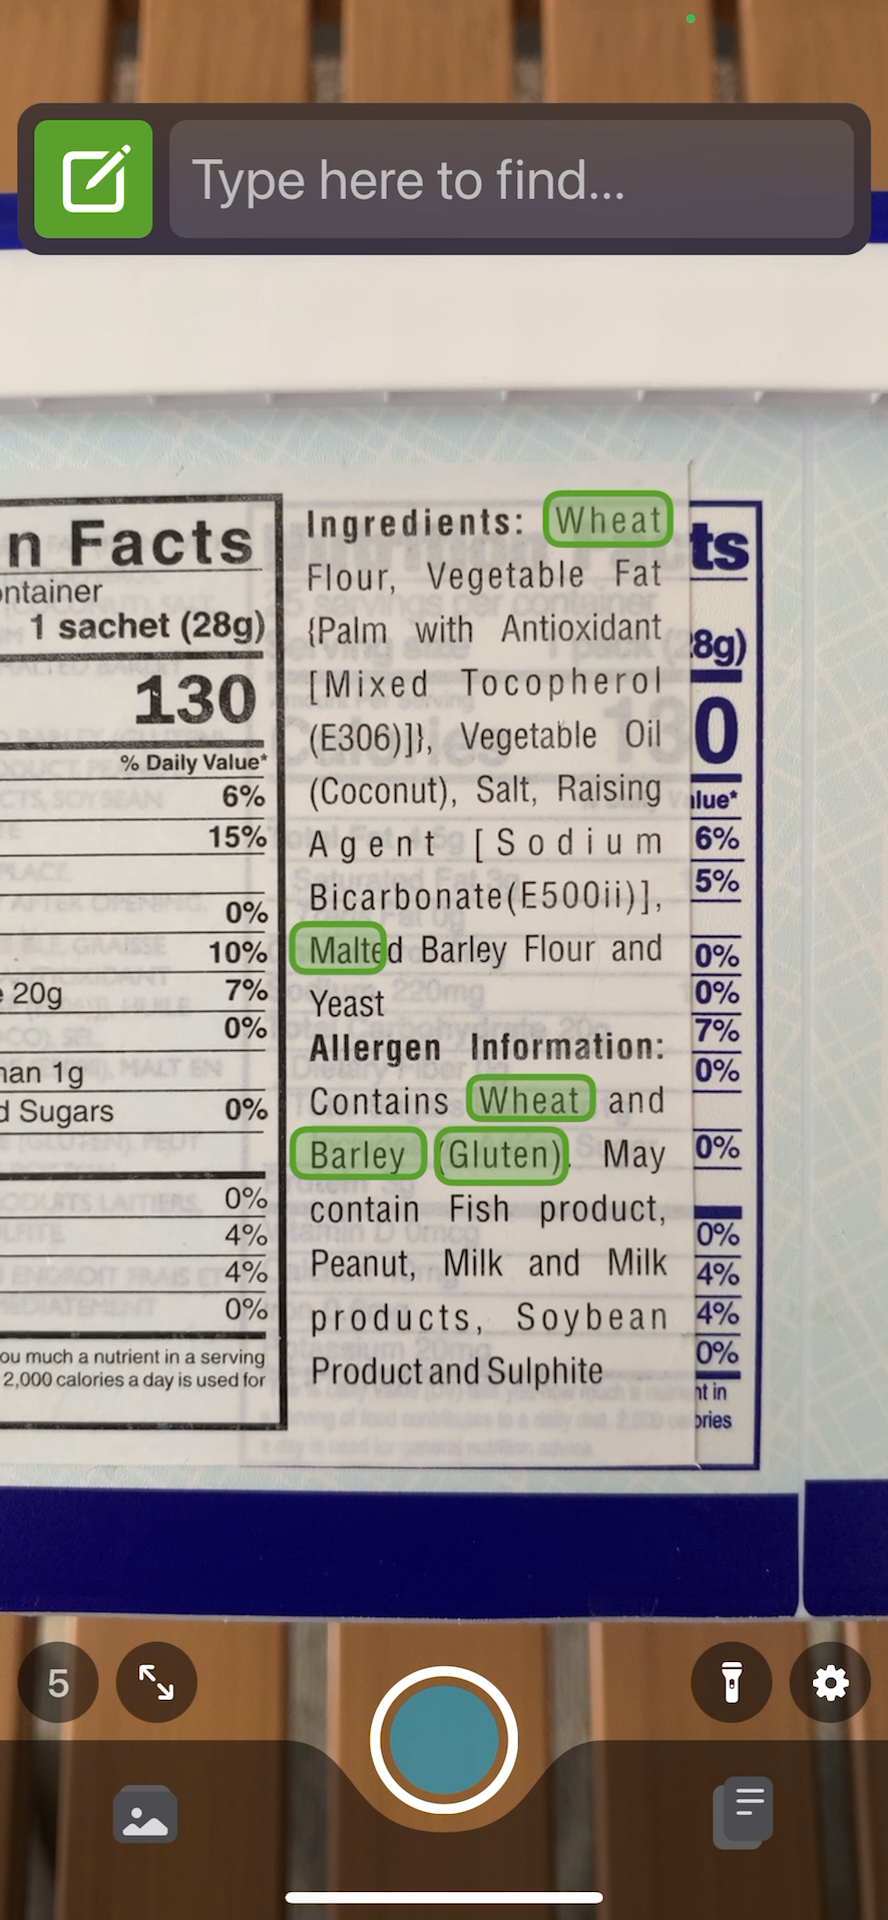 Type here to find...
n Facts
ntainer
1 sachet (28g)
130
% Daily Value*
6%
15%
0%
10%
20g 7%
0%
an 1g
d Sugars 0%
0%
4%
4%
0%
ou much a nutrient in a serving
2,000 calories a day is used for
Ingredients: Wheat
Flour, Vegetable Fat
{Palm with Antioxidant
[Mixed Tocopherol
(E306)]}, Vegetable Oil
(Coconut), Salt, Raising
Agent [Sodium
Bicarbonate(E500ii)],
Malted Barley Flour and
Yeast
Allergen Information:
Contains Wheat and
Barley (Gluten). May
contain Fish product,
Peanut, Milk and Milk
products, Soybean
Product and Sulphite
ts
8g)
0
lue*
6%
5%
0%
0%
7%
0%
0%
0%
4%
4%
0%
nt in
ories
5